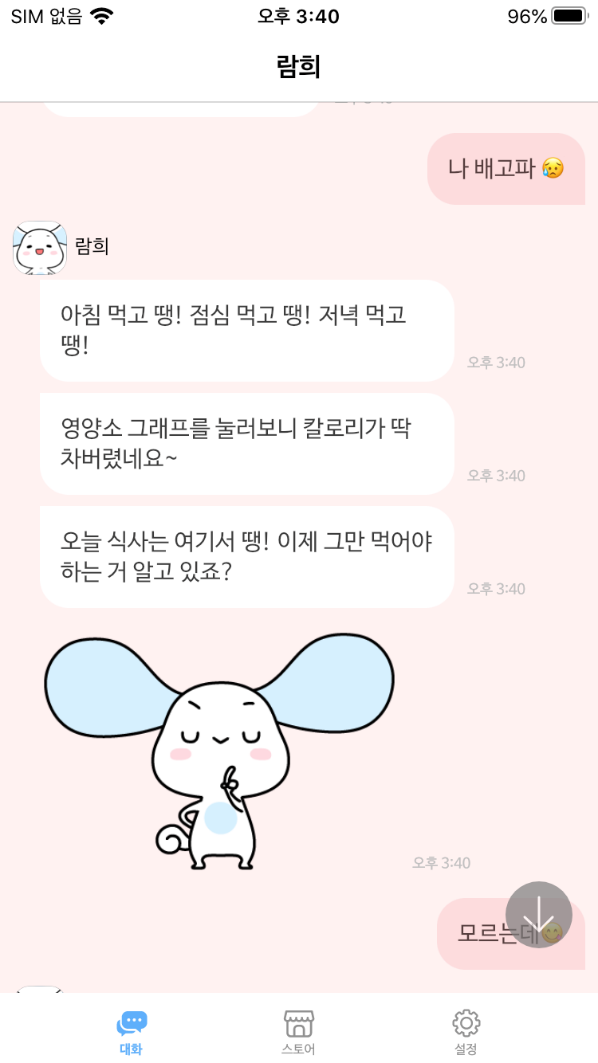 SIM 없음 오후 3:40 96%
람희
나 배고파 😥
람희
아침 먹고 땡! 점심 먹고 땡! 저녁 먹고
땡!
오후 3:40
영양소 그래프를 눌러보니 칼로리가 딱
차버렸네요~
오후 3:40
오늘 식사는 여기서 땡! 이제 그만 먹어야
하는 거 알고 있죠?
오후 3:40
오후 3:40
모르는데😋
대화 스토어 설정